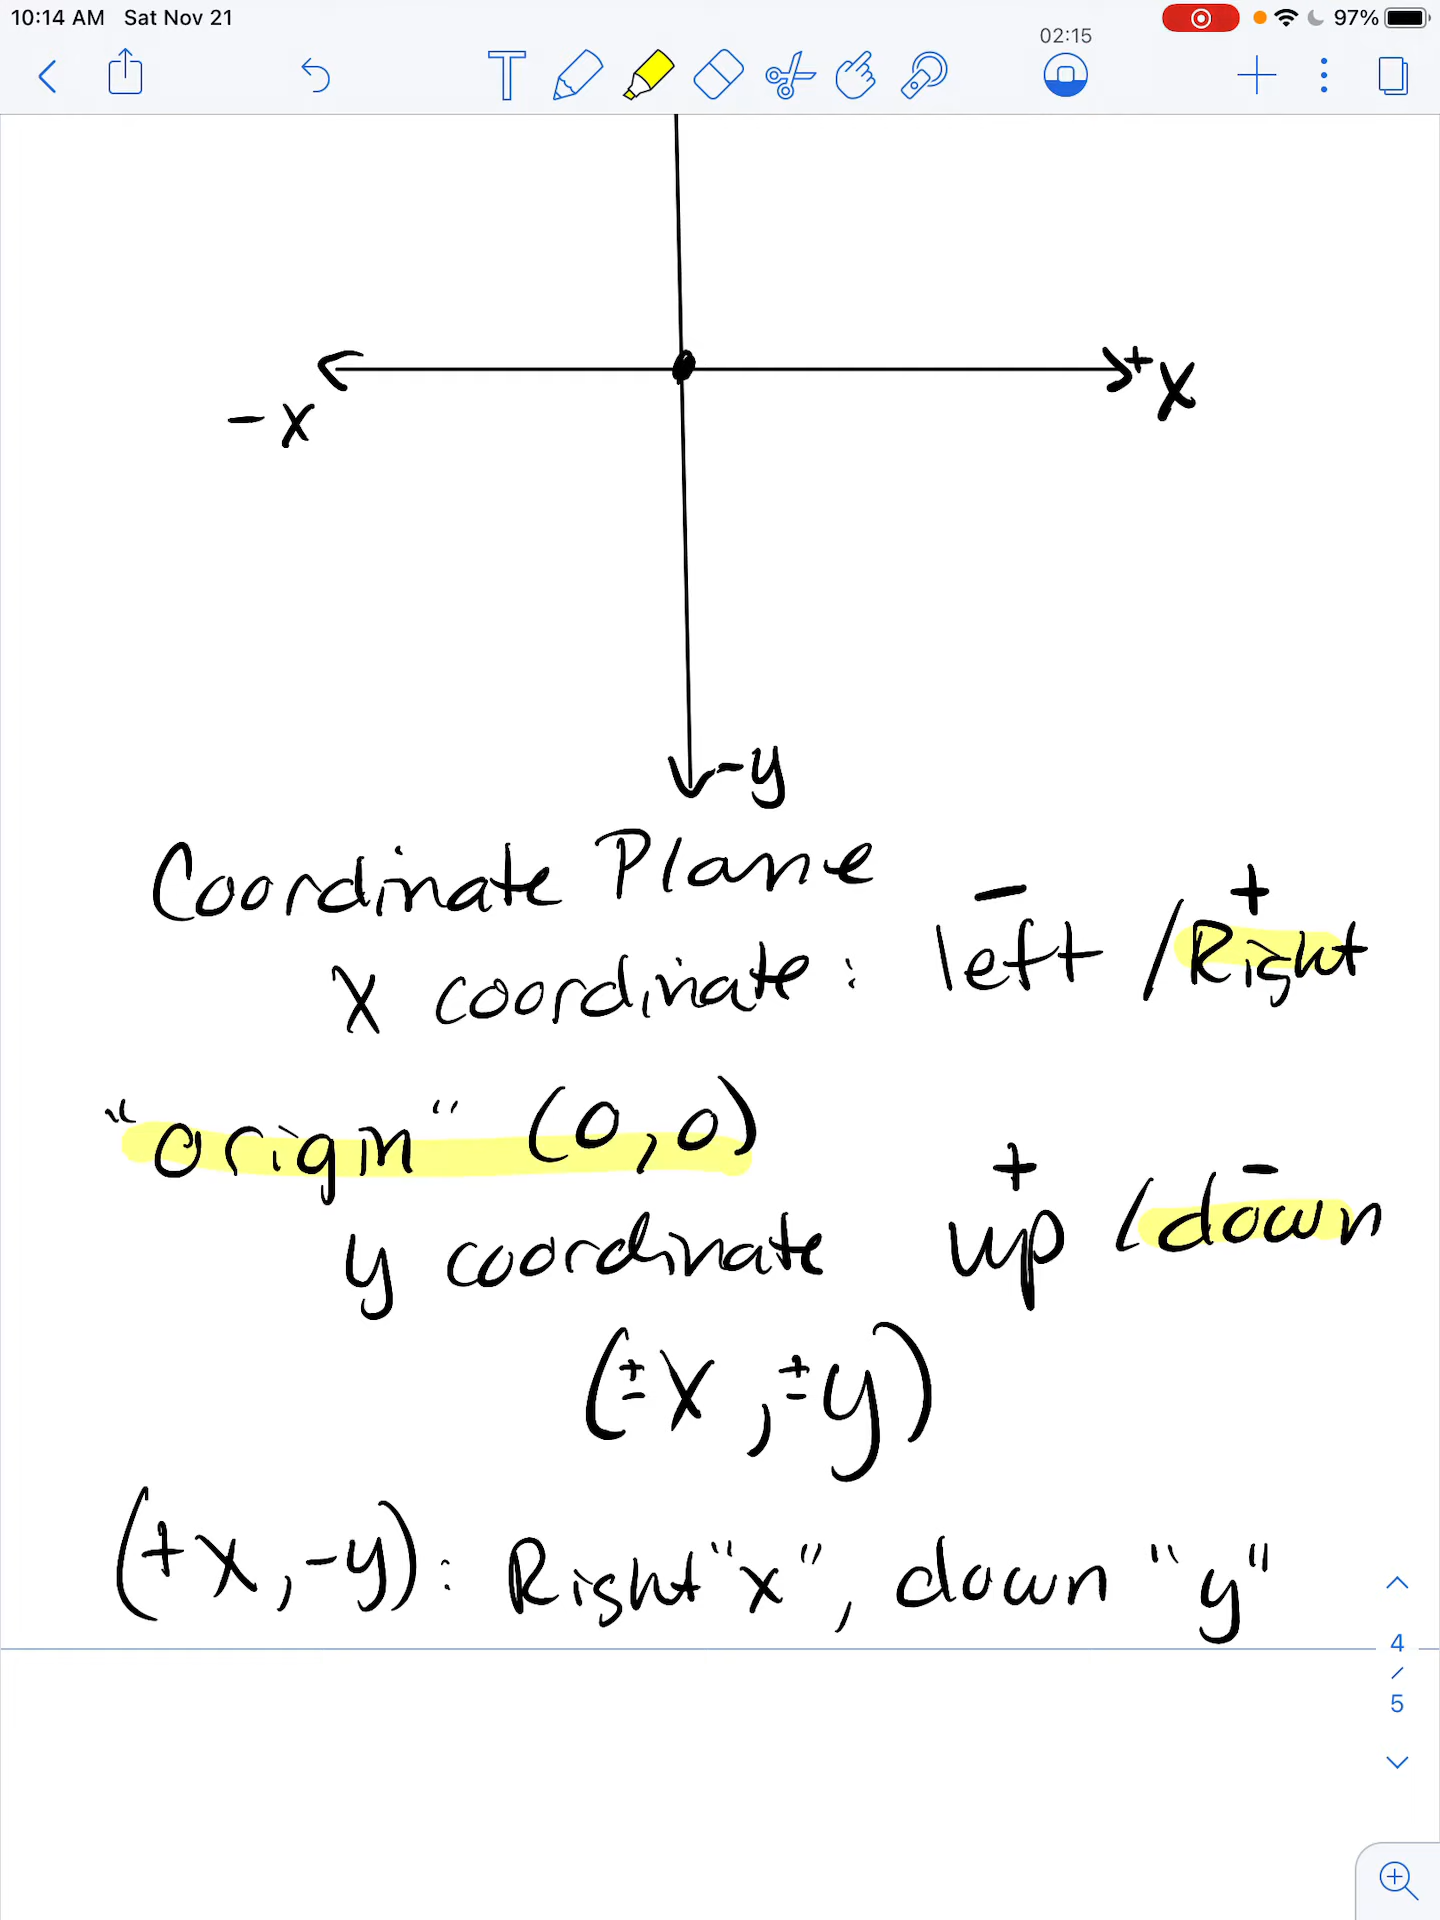 10:14 AM Sat Nov 21
97%
02:15
+x
-x
-y
Coordinate Plane
- +
x coordinate: left / Right
"origin" (0,0)
+ -
y coordinate up / down
(±x, ±y)
(+x, -y): Right "x", down "y"
4
/
5